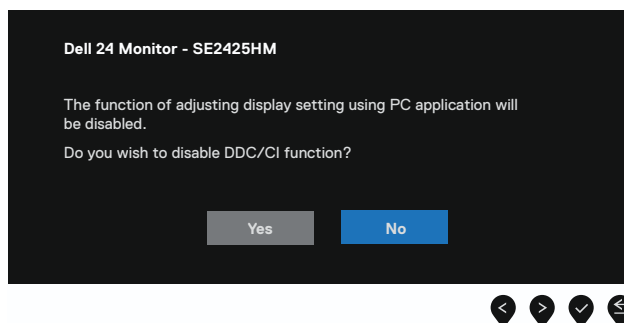 Dell 24 Monitor - SE2425HM
The function of adjusting display setting using PC application will
be disabled.
Do you wish to disable DDC/CI function?
Yes No